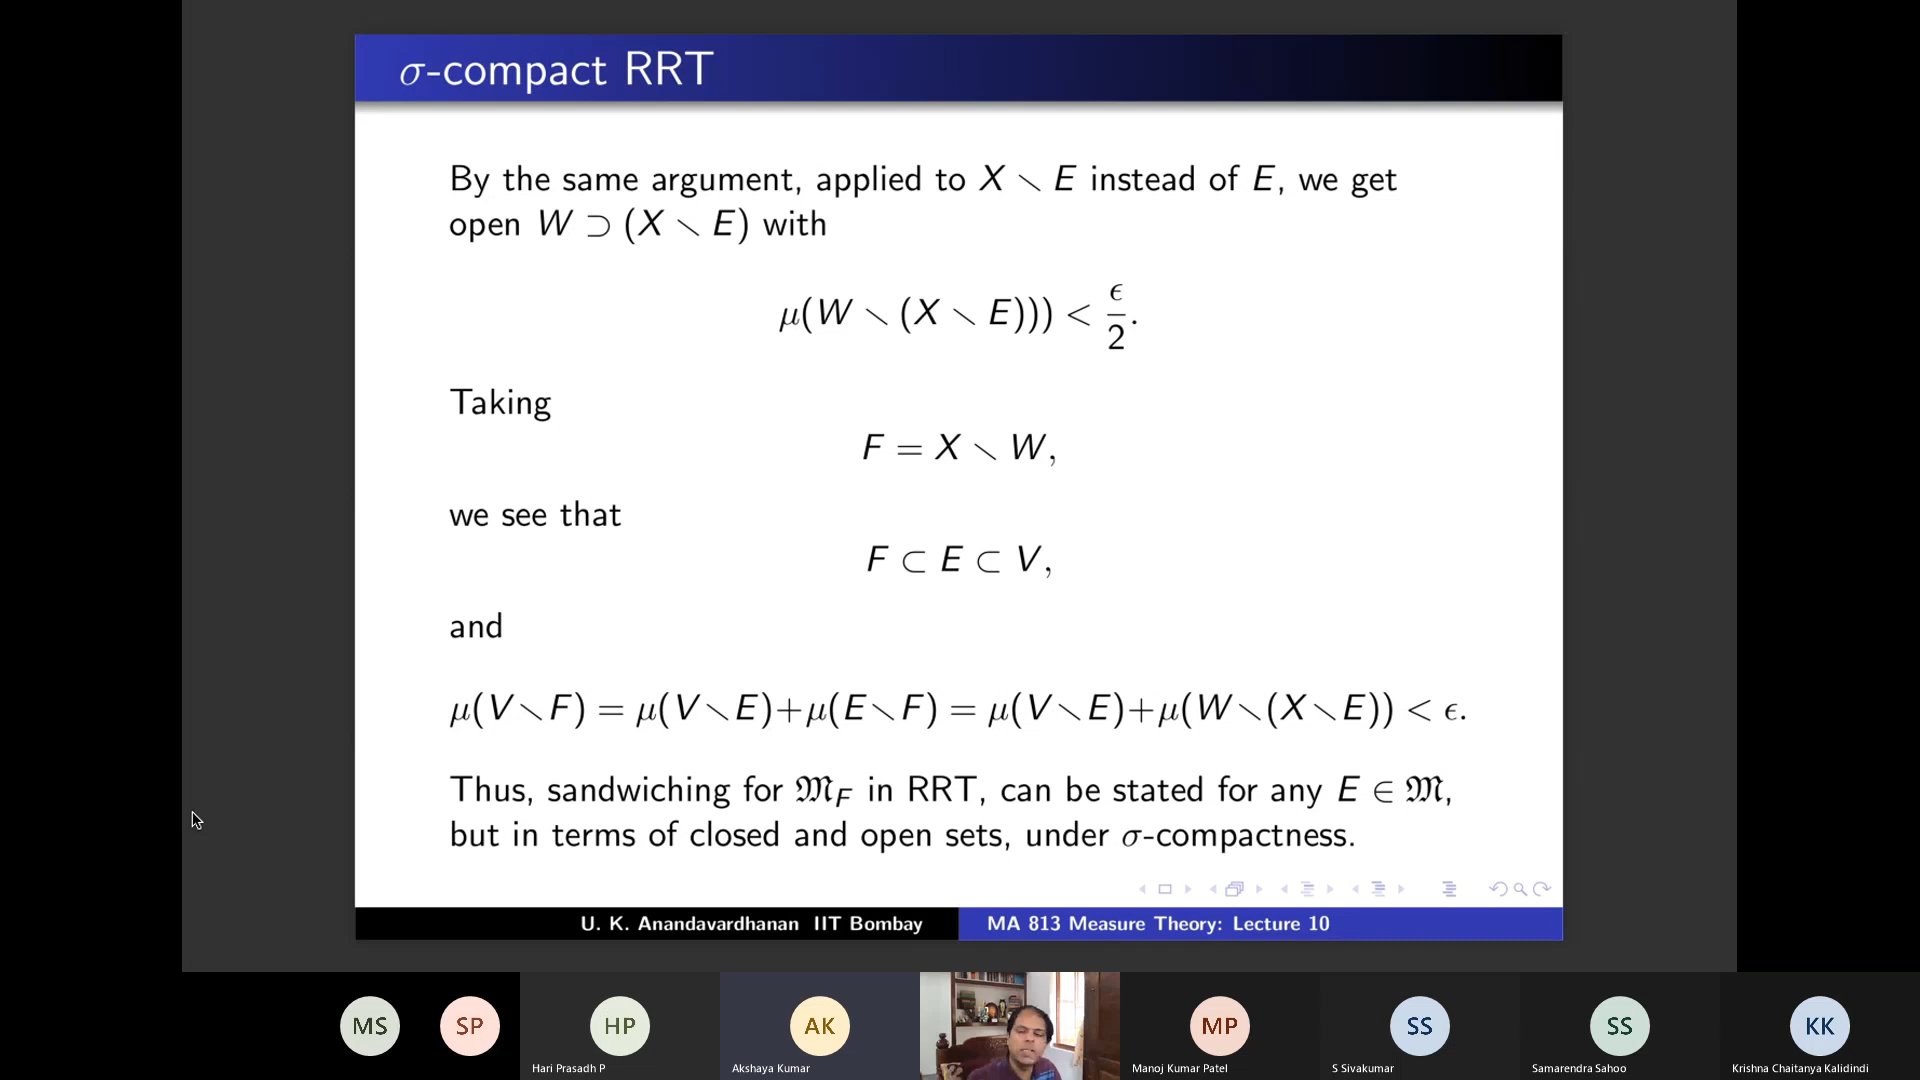 σ-compact RRT
By the same argument, applied to X ∖ E instead of E, we get
open W ⊃ (X ∖ E) with
μ(W ∖ (X ∖ E))) < ϵ/2.
Taking
F = X ∖ W,
we see that
F ⊂ E ⊂ V,
and
μ(V∖F) = μ(V∖E)+μ(E∖F) = μ(V∖E)+μ(W∖(X∖E)) < ϵ.
Thus, sandwiching for 𝔐_F in RRT, can be stated for any E ∈ 𝔐,
but in terms of closed and open sets, under σ-compactness.
U. K. Anandavardhanan IIT Bombay
MA 813 Measure Theory: Lecture 10
MS
SP
HP
AK
MP
SS
SS
KK
Hari Prasadh P
Akshaya Kumar
Manoj Kumar Patel
S Sivakumar
Samarendra Sahoo
Krishna Chaitanya Kalidindi